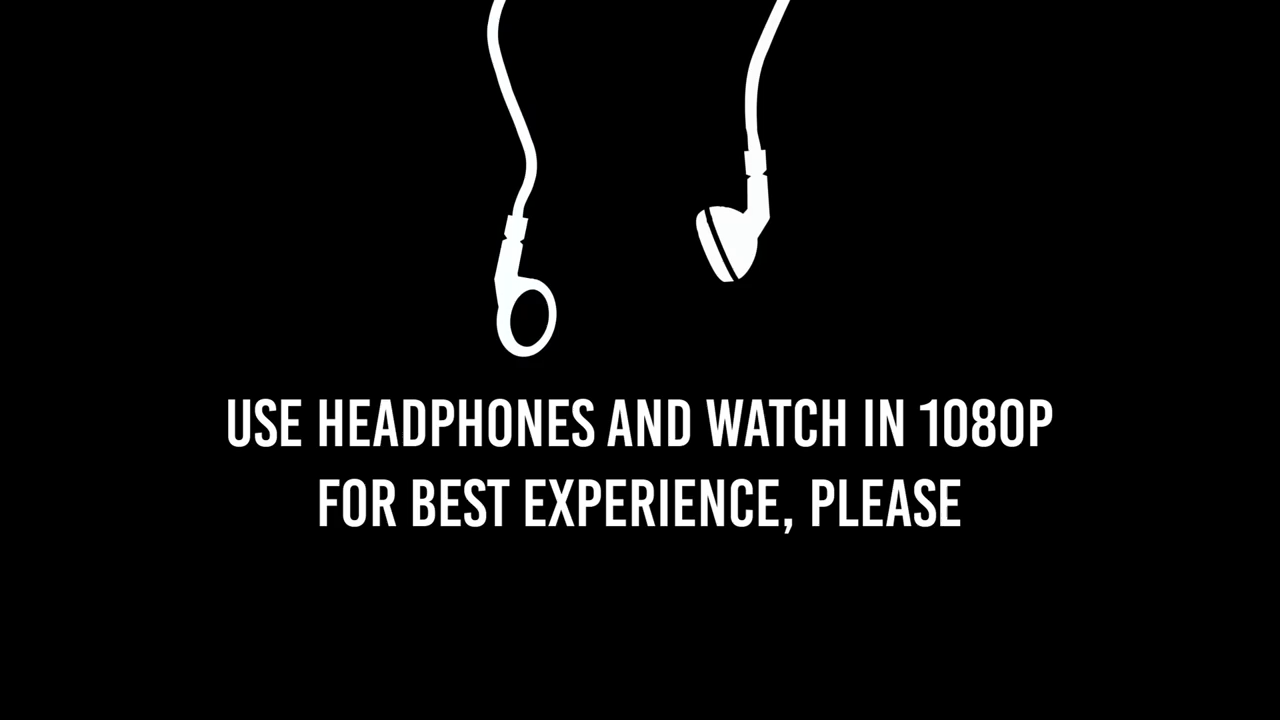 USE HEADPHONES AND WATCH IN 1080P
FOR BEST EXPERIENCE, PLEASE